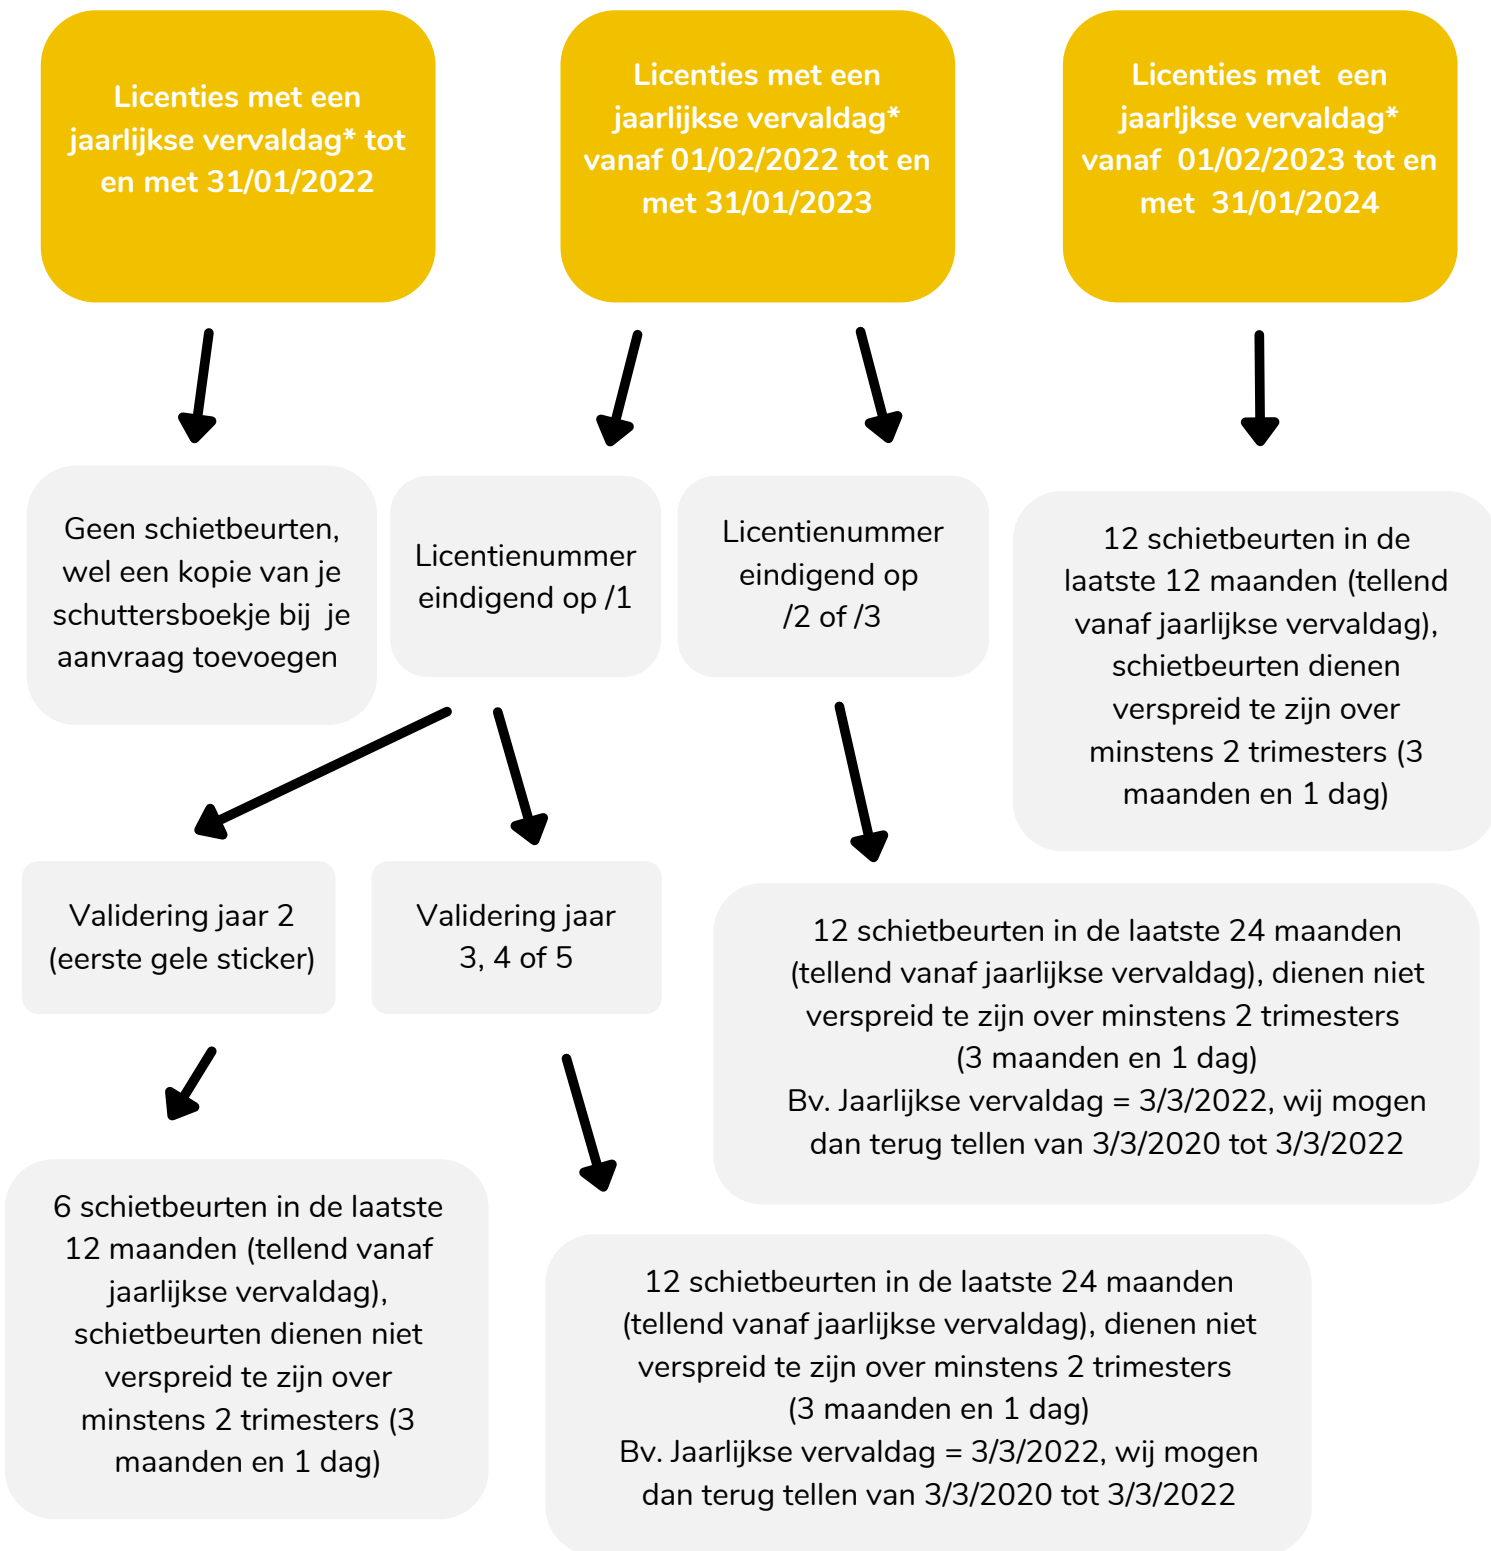 Licenties met een
jaarlijkse vervaldag* tot
en met 31/01/2022
Licenties met een
jaarlijkse vervaldag*
vanaf 01/02/2022 tot en
met 31/01/2023
Licenties met een
jaarljkse vervaldag*
vanaf 01/02/2023 tot en
met 31/01/2024
Geen schietbeurten,
wel een kopie van je
schuttersboekje bij je
aanvraag toevoegen
Licentienummer
eindigend op /1
Licentienummer
eindigend op
/2 of /3
12 schietbeurten in de
laatste 12 maanden (tellend
vanaf jaarlijkse vervaldag),
schietbeurten dienen
verspreid te zijn over
minstens 2 trimesters (3
maanden en 1 dag)
Validering jaar 2
(eerste gele sticker)
Validering jaar
3, 4 of 5
12 schietbeurten in de laatste 24 maanden
(tellend vanaf jaarlijkse vervaldag), dienen niet
verspreid te zijn over minstens 2 trimesters
(3 maanden en 1 dag)
Bv. Jaarlijkse vervaldag = 3/3/2022, wij mogen
dan terug tellen van 3/3/2020 tot 3/3/2022
6 schietbeurten in de laatste
12 maanden (tellend vanaf
jaarlijkse vervaldag),
schietbeurten dienen niet
verspreid te zijn over
minstens 2 trimesters (3
maanden en 1 dag)
12 schietbeurten in de laatste 24 maanden
(tellend vanaf jaarlijkse vervaldag), dienen niet
verspreid te zijn over minstens 2 trimesters
(3 maanden en 1 dag)
Bv. Jaarlijkse vervaldag = 3/3/2022, wij mogen
dan terug tellen van 3/3/2020 tot 3/3/2022